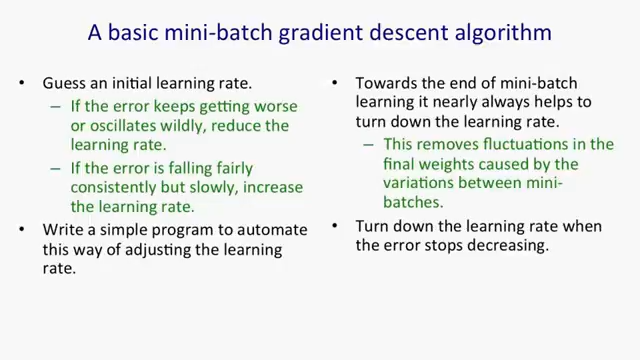 A basic mini-batch gradient descent algorithm
• Guess an initial learning rate.
– If the error keeps getting worse
or oscillates wildly, reduce the
learning rate.
– If the error is falling fairly
consistently but slowly, increase
the learning rate.
• Write a simple program to automate
this way of adjusting the learning
rate.
• Towards the end of mini-batch
learning it nearly always helps to
turn down the learning rate.
– This removes fluctuations in the
final weights caused by the
variations between mini-
batches.
• Turn down the learning rate when
the error stops decreasing.